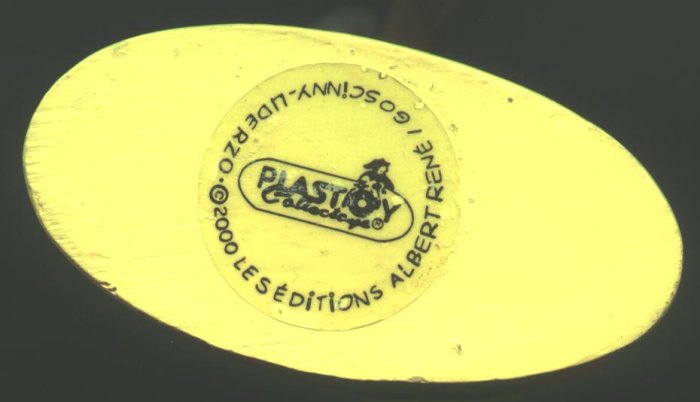 PLASTOY
Collectoys®
©2000 LES ÉDiTiONS ALBERT RENÉ / GOSCiNNY-UDERZO·